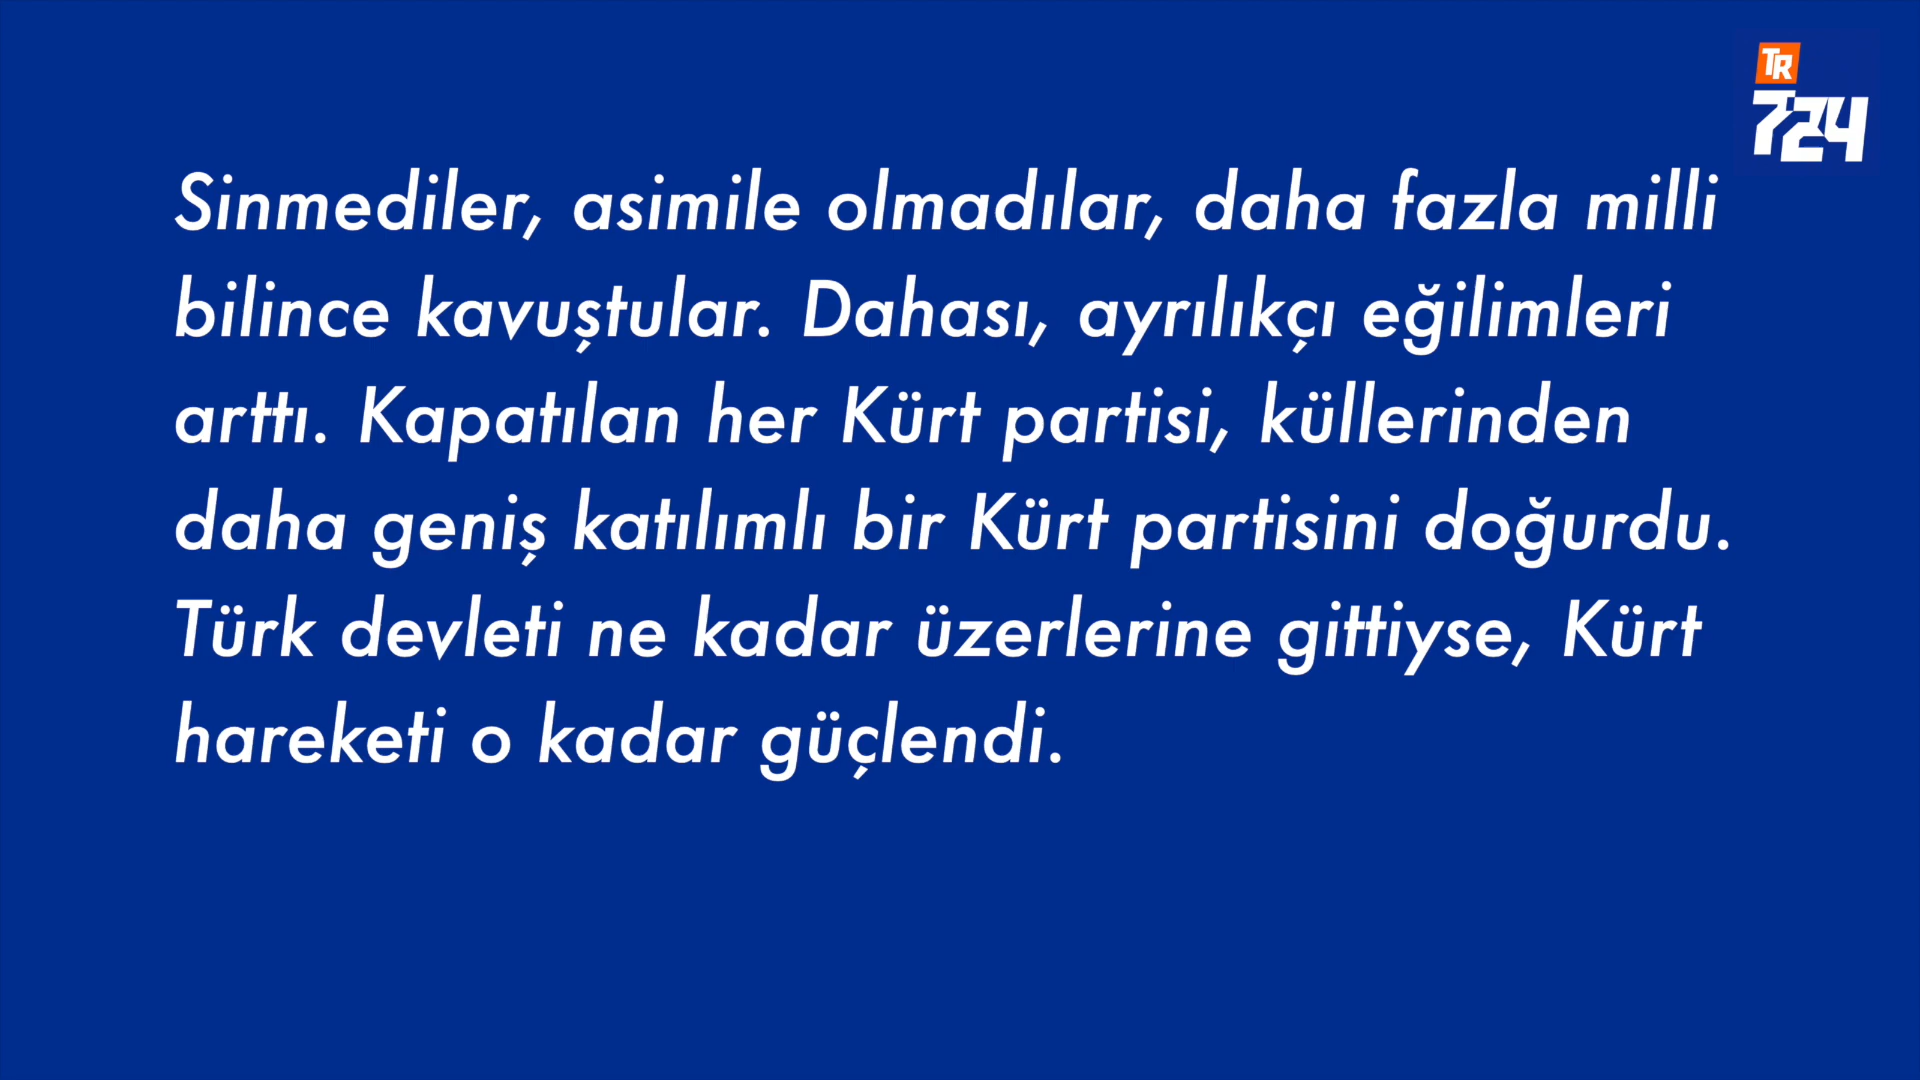 TR
724
Sinmediler, asimile olmadılar, daha fazla milli
bilince kavuştular. Dahası, ayrılıkçı eğilimleri
arttı. Kapatılan her Kürt partisi, küllerinden
daha geniş katılımlı bir Kürt partisini doğurdu.
Türk devleti ne kadar üzerlerine gittiyse, Kürt
hareketi o kadar güçlendi.